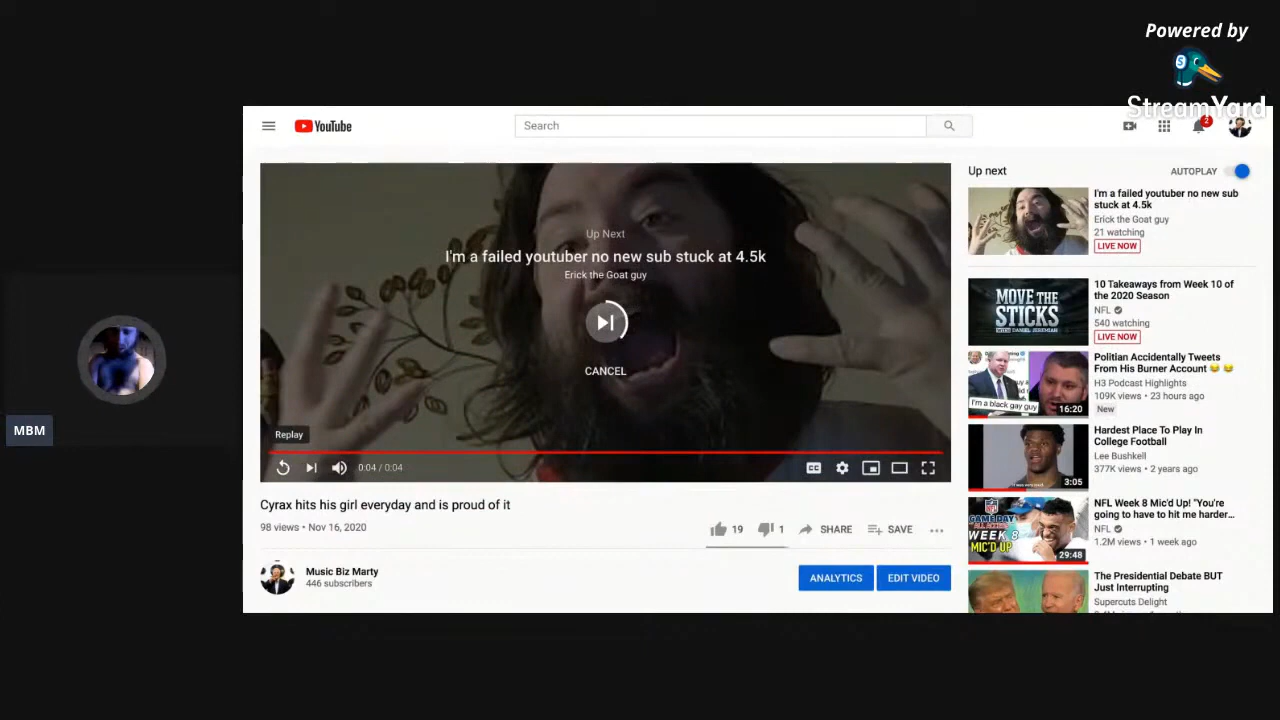 Powered by
StreamYard
YouTube
Search
2
Up Next
I'm a failed youtuber no new sub stuck at 4.5k
Erick the Goat guy
CANCEL
Replay
0:04 / 0:04
CC
Cyrax hits his girl everyday and is proud of it
98 views • Nov 16, 2020
19
1
SHARE
SAVE
Music Biz Marty
446 subscribers
ANALYTICS
EDIT VIDEO
MBM
Up next
AUTOPLAY
I'm a failed youtuber no new sub
stuck at 4.5k
Erick the Goat guy
21 watching
LIVE NOW
MOVE THE
STICKS
10 Takeaways from Week 10 of
the 2020 Season
NFL
540 watching
LIVE NOW
I'm a black gay guy
16:20
Politian Accidentally Tweets
From His Burner Account 😂 😂
H3 Podcast Highlights
109K views • 23 hours ago
New
3:05
Hardest Place To Play In
College Football
Lee Bushkell
377K views • 2 years ago
NFL
GAMEDAY
ALL ACCESS
WEEK 8
MIC'D UP
29:48
NFL Week 8 Mic'd Up! "You're
going to have to hit me harder...
NFL
1.2M views • 1 week ago
The Presidential Debate BUT
Just Interrupting
Supercuts Delight